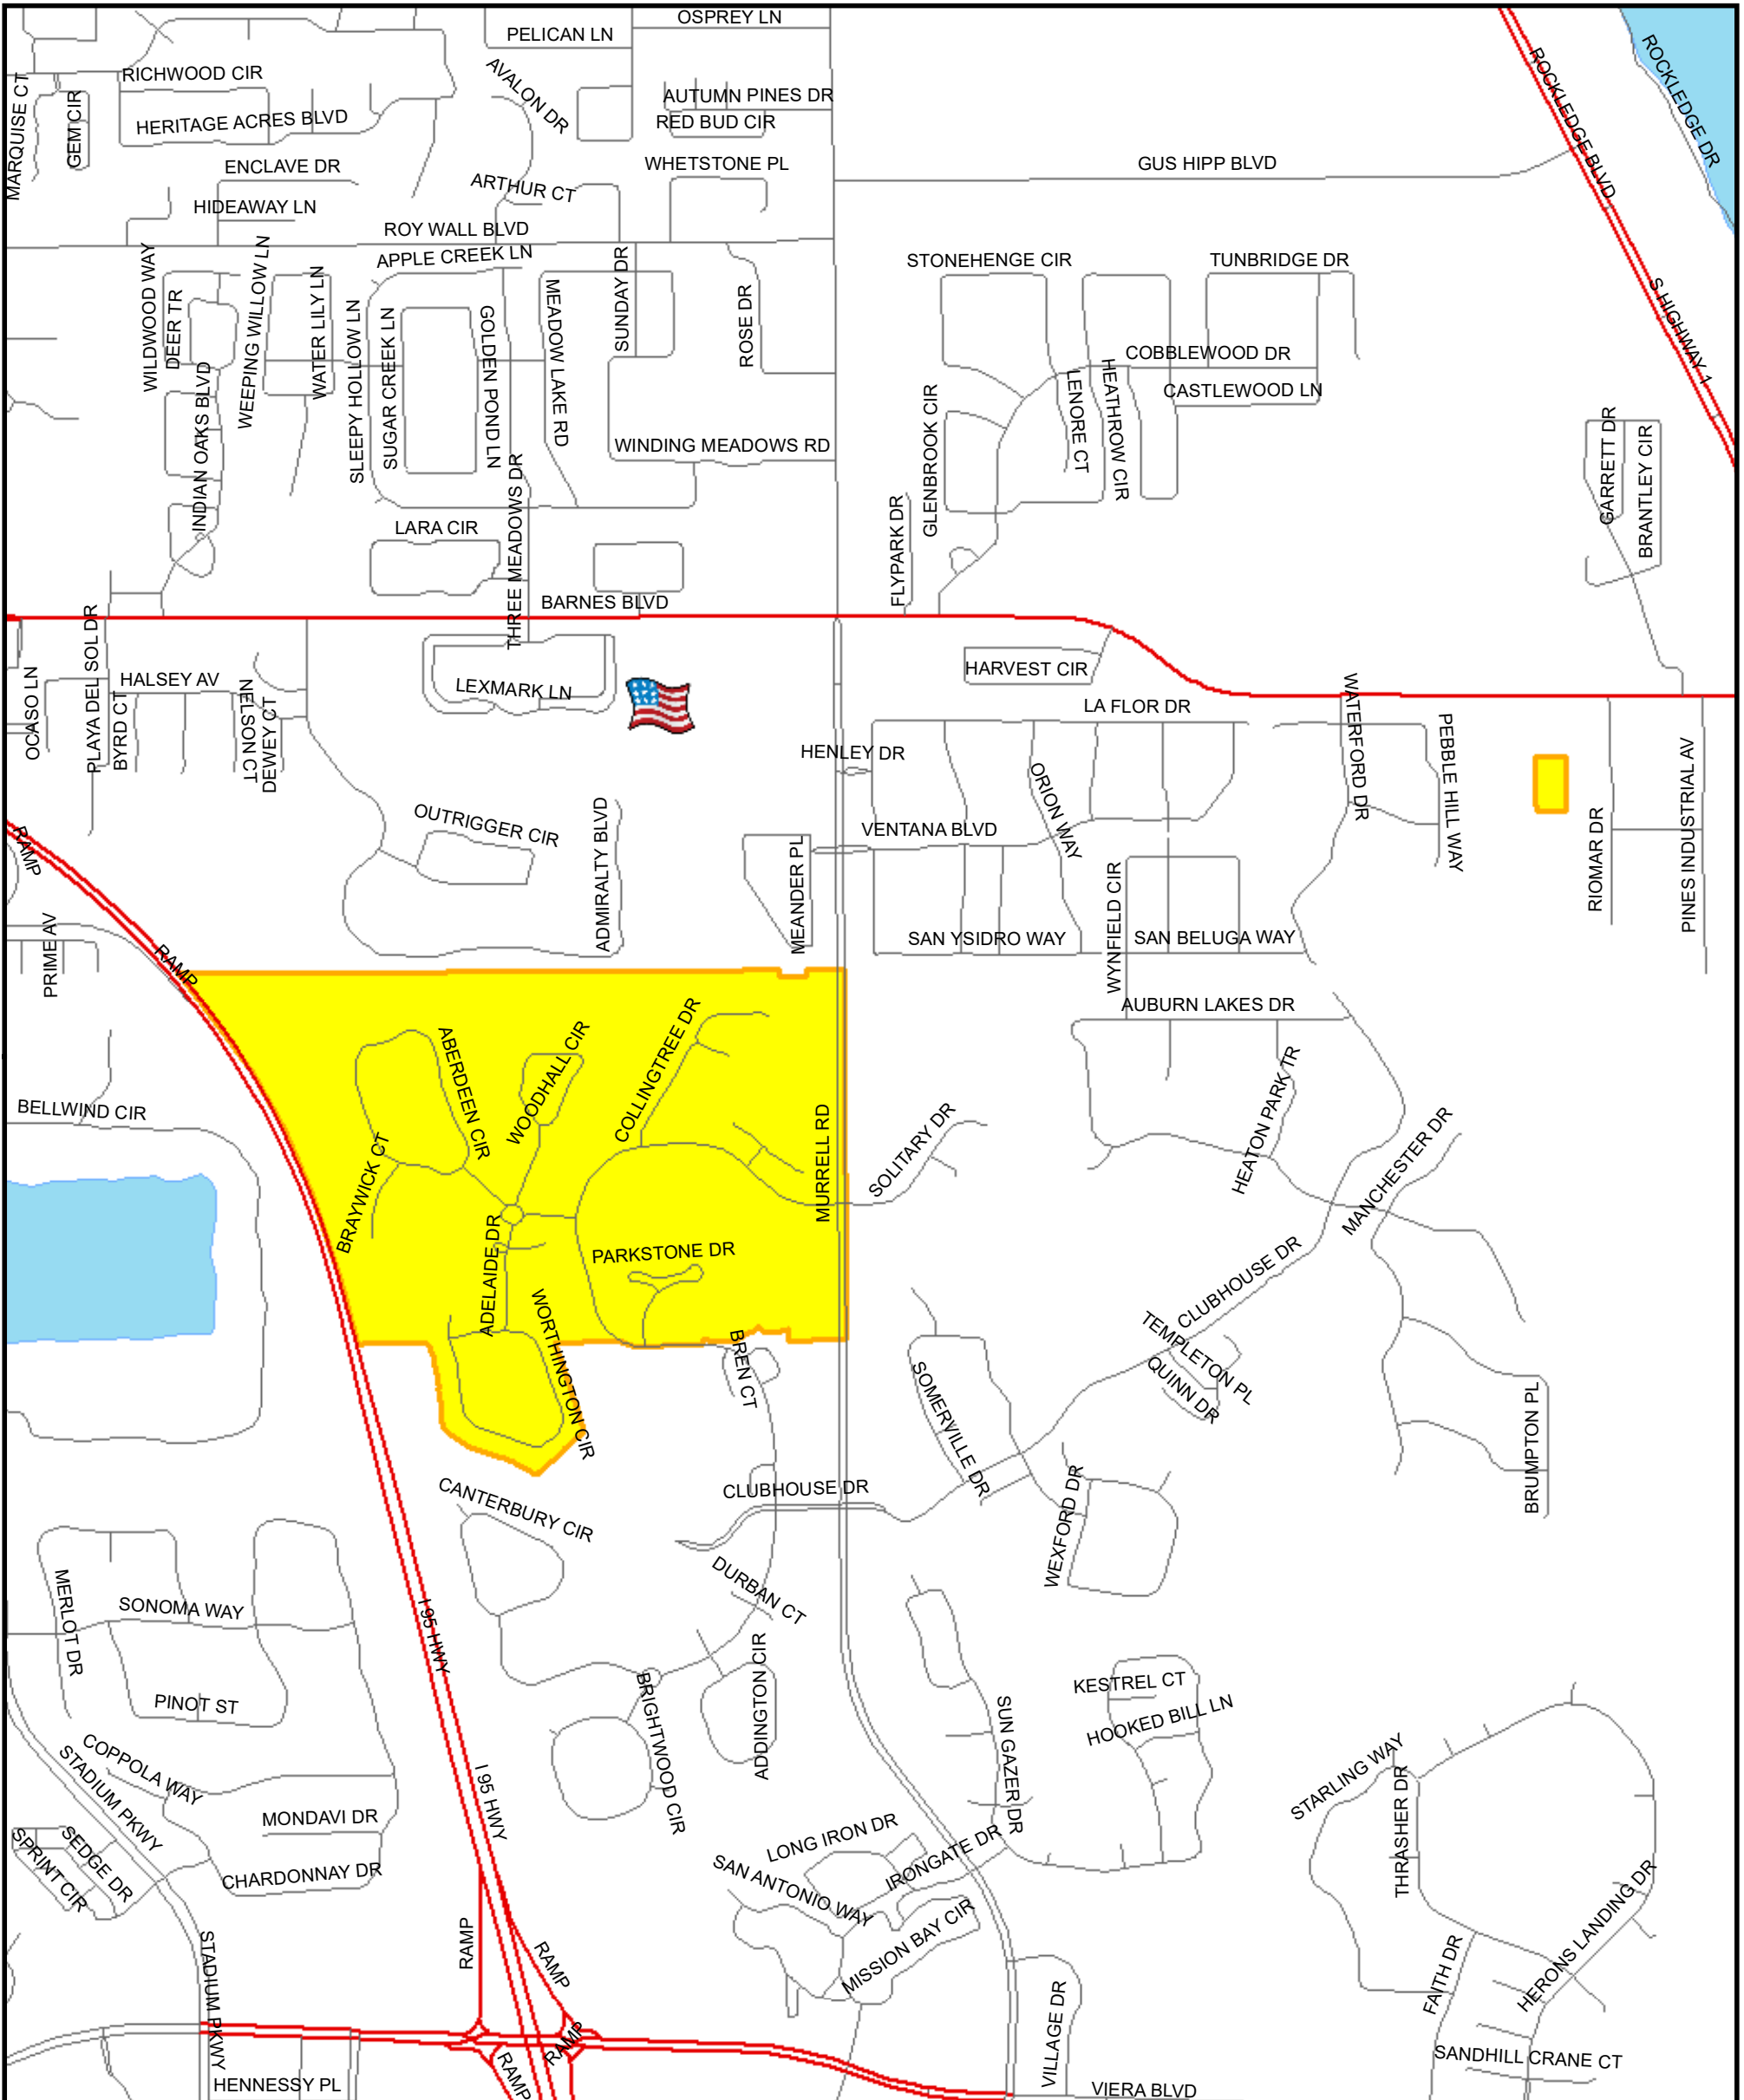 OSPREY LN
PELICAN LN
ROCKLEDGE BLVD
ROCKLEDGE DR
RICHWOOD CIR
AVALON DR
AUTUMN PINES DR
MARQUISE CT
GEM CIR
HERITAGE ACRES BLVD
RED BUD CIR
ENCLAVE DR
WHETSTONE PL
GUS HIPP BLVD
ARTHUR CT
HIDEAWAY LN
ROY WALL BLVD
APPLE CREEK LN
STONEHENGE CIR
TUNBRIDGE DR
S HIGHWAY 1
WILDWOOD WAY
DEER TR
WEEPING WILLOW LN
WATER LILY LN
SLEEPY HOLLOW LN
SUGAR CREEK LN
GOLDEN POND LN
MEADOW LAKE RD
SUNDAY DR
ROSE DR
COBBLEWOOD DR
CASTLEWOOD LN
INDIAN OAKS BLVD
LENORE CT
HEATHROW CIR
GLENBROOK CIR
WINDING MEADOWS RD
GARRETT DR
BRANTLEY CIR
THREE MEADOWS DR
LARA CIR
FLYPARK DR
BARNES BLVD
PLAYA DEL SOL DR
OCASO LN
HALSEY AV
BYRD CT
NELSON CT
DEWEY CT
LEXMARK LN
HARVEST CIR
LA FLOR DR
WATERFORD DR
PEBBLE HILL WAY
HENLEY DR
ORION WAY
PINES INDUSTRIAL AV
RIOMAR DR
RAMP
OUTRIGGER CIR
ADMIRALTY BLVD
MEANDER PL
VENTANA BLVD
WYNFIELD CIR
PRIME AV
RAMP
SAN YSIDRO WAY
SAN BELUGA WAY
AUBURN LAKES DR
ABERDEEN CIR
WOODHALL CIR
COLLINGTREE DR
BELLWIND CIR
BRAYWICK CT
MURRELL RD
SOLITARY DR
HEATON PARK TR
MANCHESTER DR
ADELAIDE DR
PARKSTONE DR
CLUBHOUSE DR
WORTHINGTON CIR
BREN CT
TEMPLETON PL
QUINN DR
SOMERVILLE DR
BRUMPTON PL
CANTERBURY CIR
CLUBHOUSE DR
WEXFORD DR
MERLOT DR
SONOMA WAY
I 95 HWY
DURBAN CT
ADDINGTON CIR
PINOT ST
BRIGHTWOOD CIR
KESTREL CT
HOOKED BILL LN
SUN GAZER DR
COPPOLA WAY
STADIUM PKWY
I 95 HWY
STARLING WAY
THRASHER DR
MONDAVI DR
LONG IRON DR
IRONGATE DR
SPRINT CIR
SEDGE DR
CHARDONNAY DR
SAN ANTONIO WAY
MISSION BAY CIR
HERONS LANDING DR
RAMP
RAMP
STADIUM PKWY
FAITH DR
VILLAGE DR
RAMP
RAMP
SANDHILL CRANE CT
HENNESSY PL
VIERA BLVD